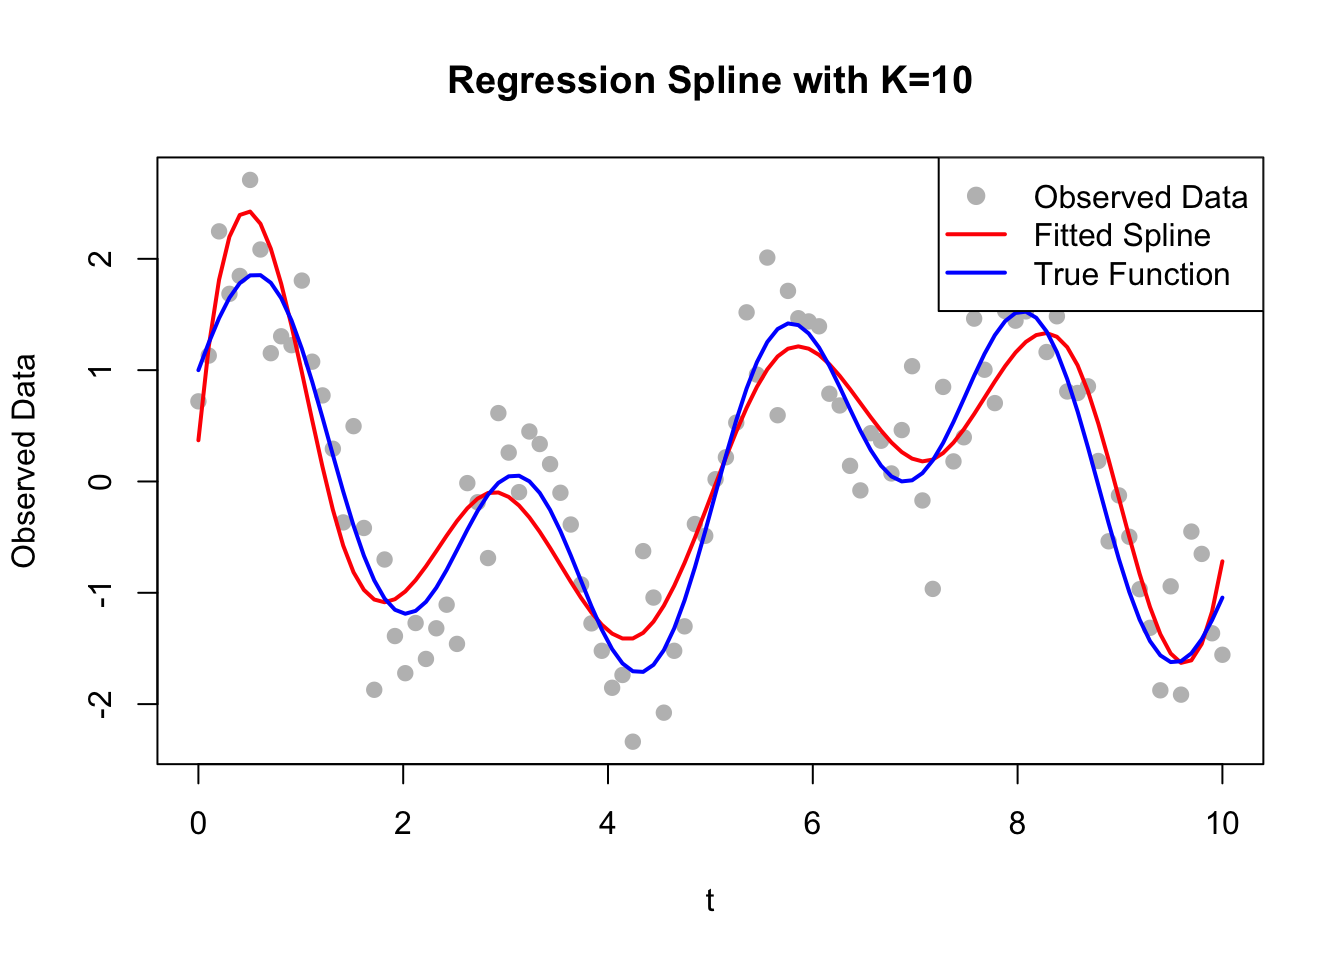 Regression Spline with K=10
Observed Data
Fitted Spline
True Function
Observed Data
2
1
0
-1
-2
0 2 4 6 8 10
t